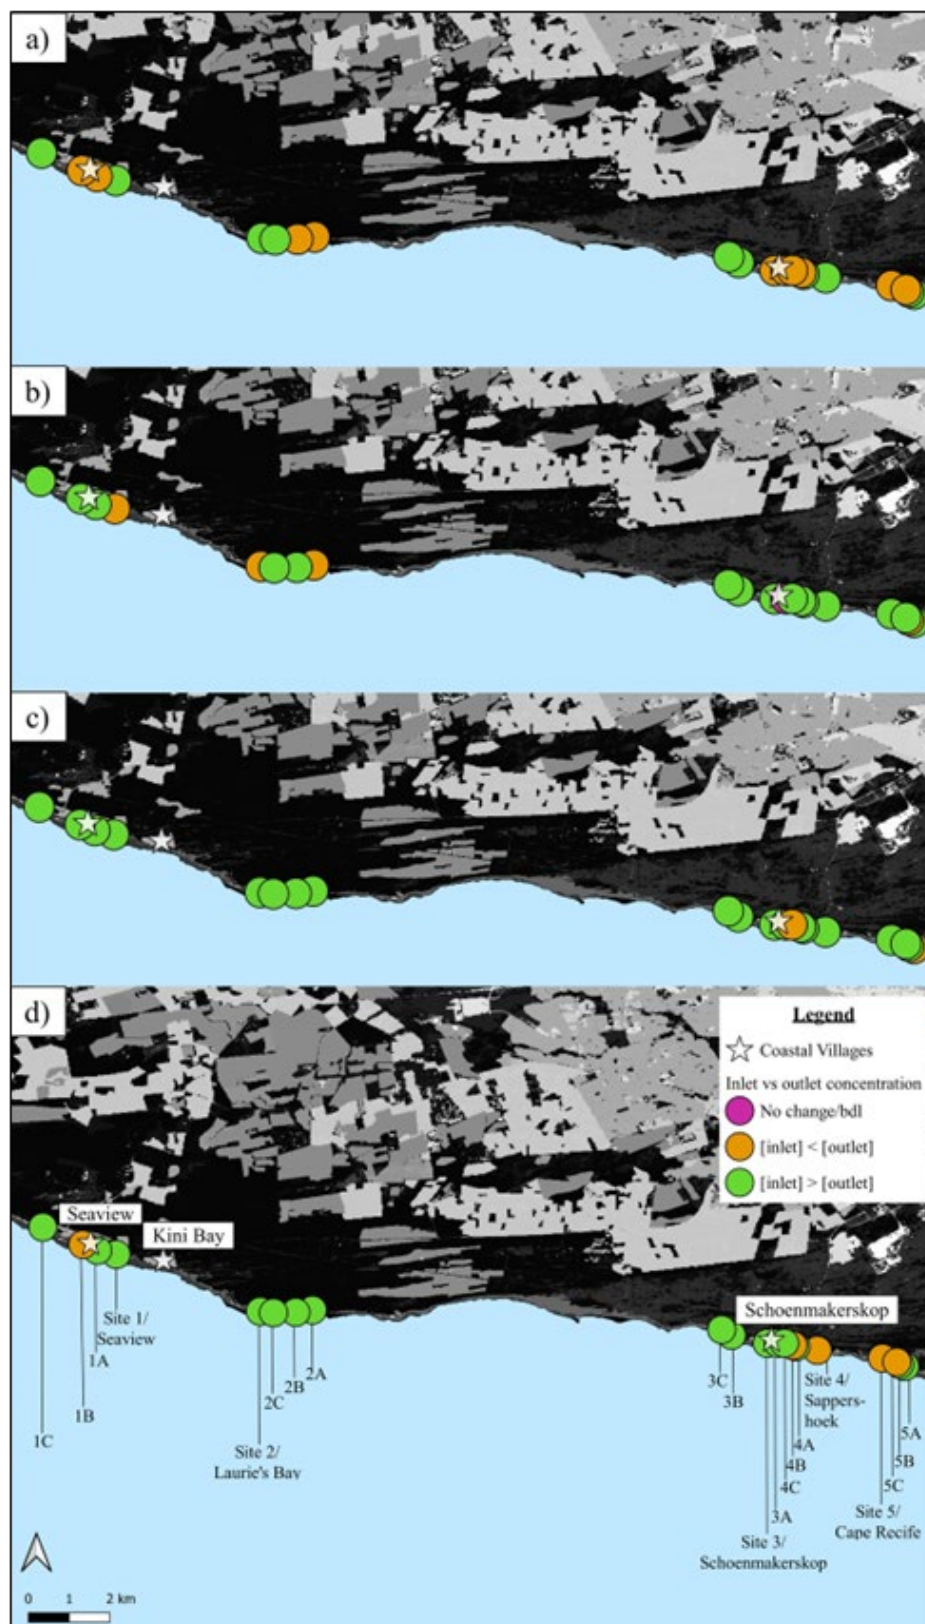 a)
b)
c)
d)
Legend
Coastal Villages
Inlet vs outlet concentration
No change/bdl
[inlet] < [outlet]
[inlet] > [outlet]
Seaview
Kini Bay
Schoenmakerskop
Site 1/
Seaview
1A
1B
1C
2A
2B
2C
Site 2/
Laurie's Bay
3C
3B
Site 4/
Sappers-
hoek
4A
4B
4C
3A
Site 3/
Schoenmakerskop
5A
5B
5C
Site 5/
Cape Recife
0 1 2 km